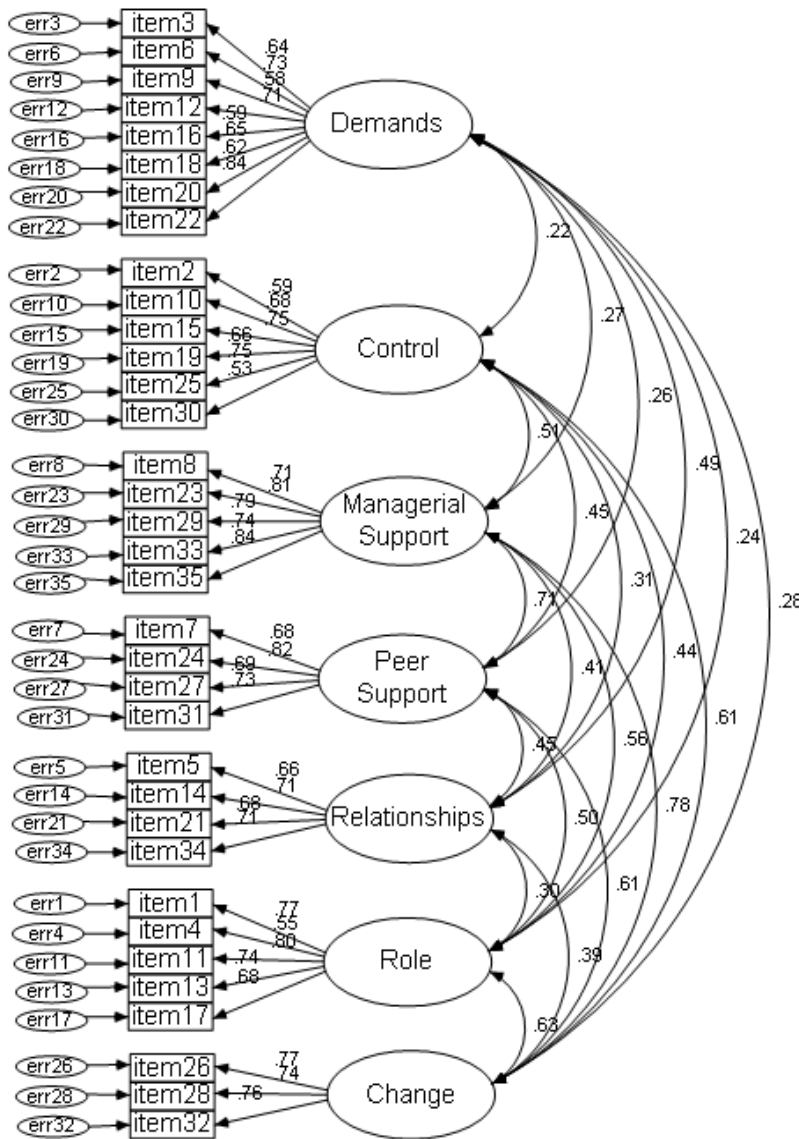 err3 item3
.64
err6 item6
.73
err9 item9
.58
err12 item12
.71
Demands
err16 item16
.59
.65
err18 item18
.62
err20 item20
.84
err22 item22
.22
err2 item2
.59
.27
err10 item10
.68
err15 item15
.75
Control
err19 item19
.66
.75
err25 item25
.53
.26
err30 item30
.51
.49
err8 item8
.71
err23 item23
.81
Managerial
Support
.45
err29 item29
.79
.74
.24
err33 item33
.84
.31
err35 item35
.71
.28
err7 item7
.68
err24 item24
.82
Peer
Support
.41
.44
err27 item27
.69
.73
err31 item31
.45
.56
.61
err5 item5
.66
err14 item14
.71
Relationships
.50
.78
err21 item21
.68
.71
err34 item34
.30
.61
err1 item1
.77
err4 item4
.55
.80
Role
.39
err11 item11
.74
err13 item13
.68
err17 item17
.63
err26 item26
.77
.74
Change
err28 item28
.76
err32 item32